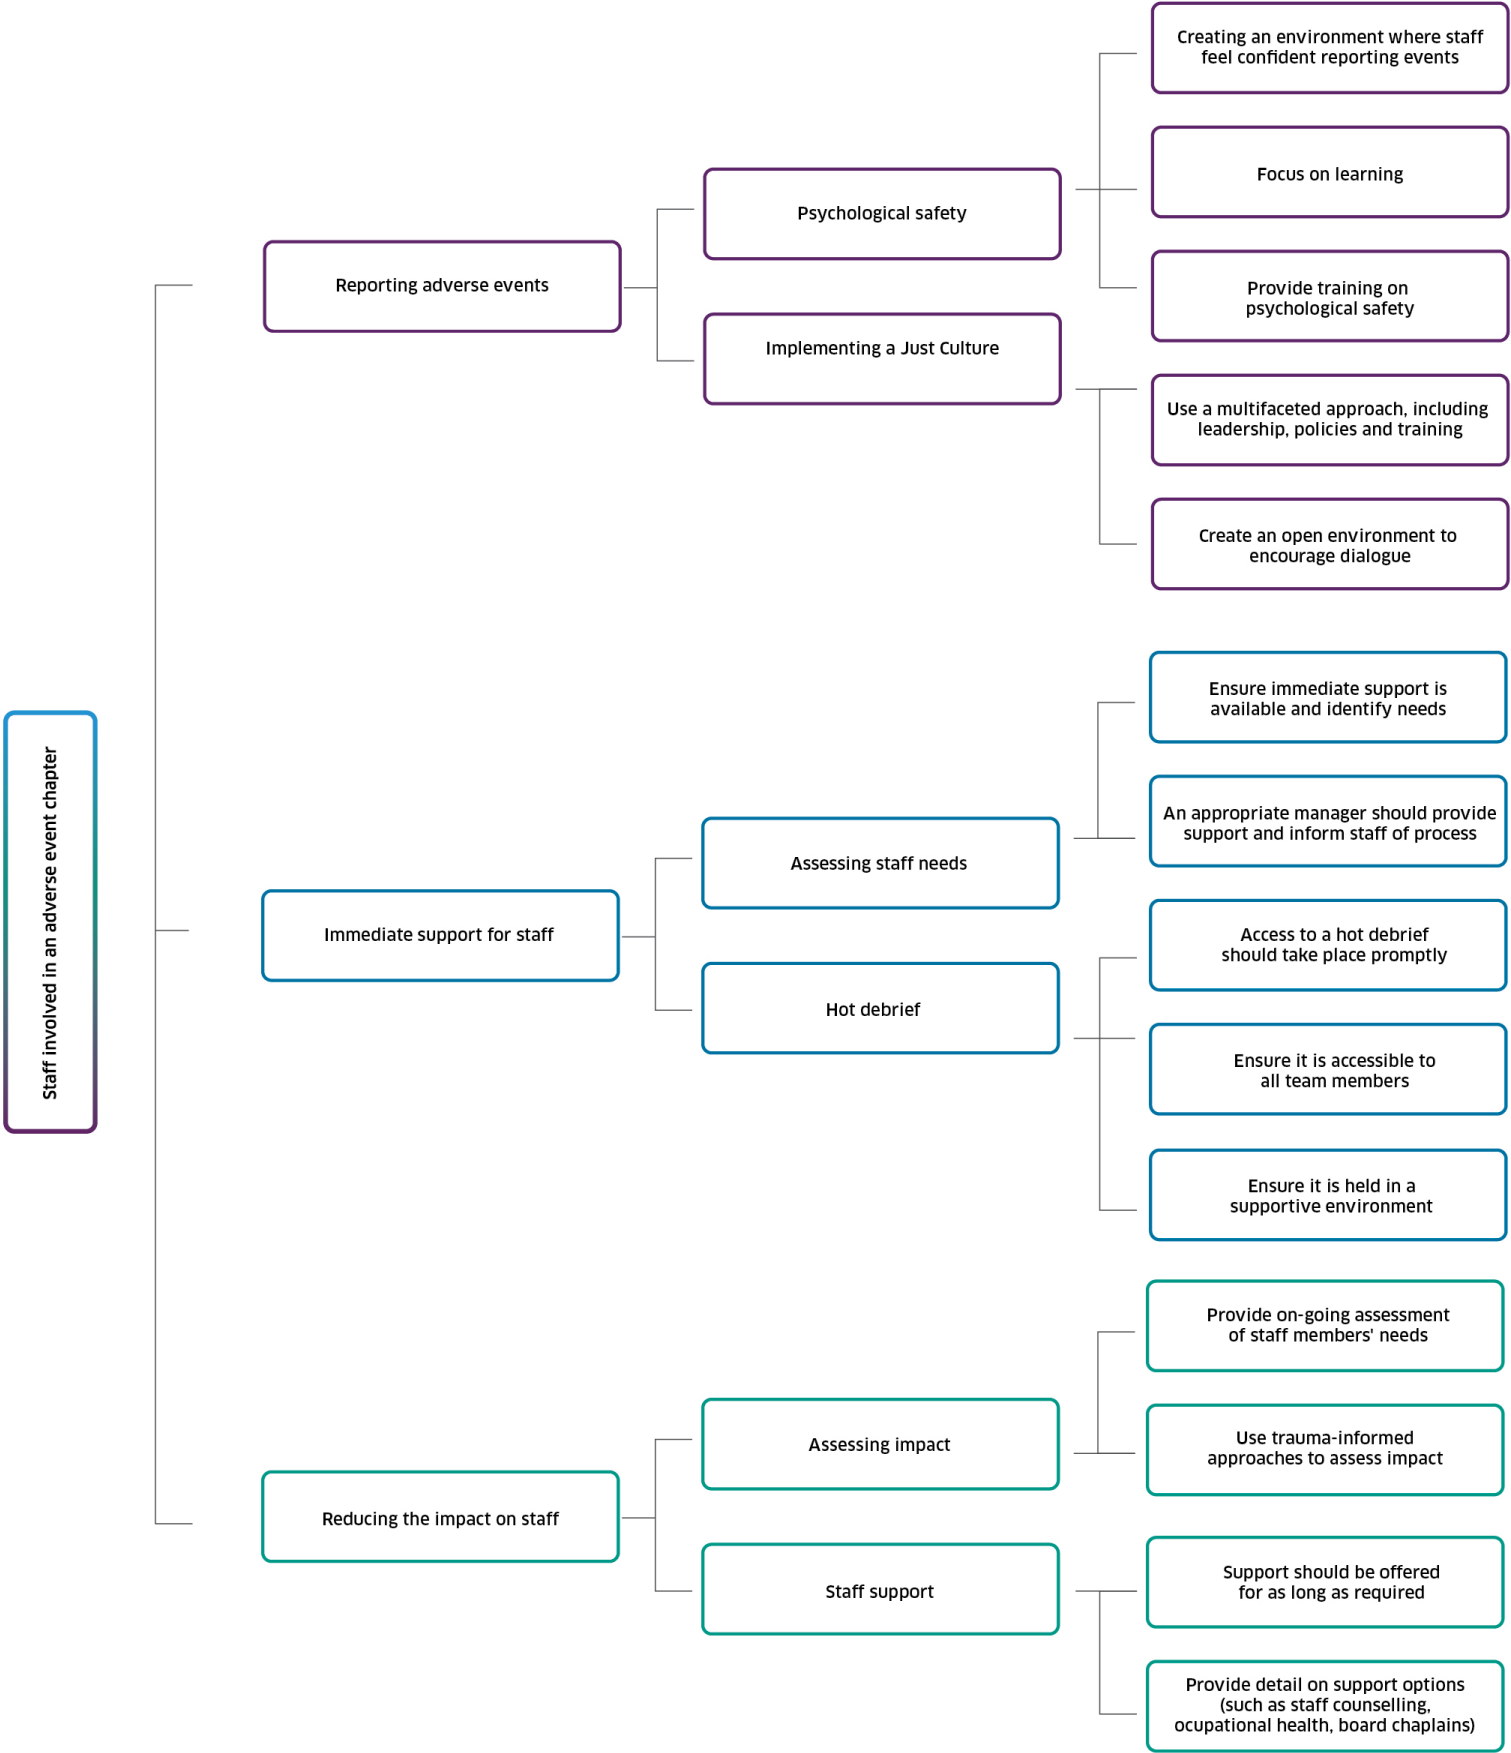 Staff involved in an adverse event chapter
Reporting adverse events
Psychological safety
Creating an environment where staff
feel confident reporting events
Focus on learning
Provide training on
psychological safety
Implementing a Just Culture
Use a multifaceted approach, including
leadership, policies and training
Create an open environment to
encourage dialogue
Immediate support for staff
Assessing staff needs
Ensure immediate support is
available and identify needs
An appropriate manager should provide
support and inform staff of process
Hot debrief
Access to a hot debrief
should take place promptly
Ensure it is accessible to
all team members
Ensure it is held in a
supportive environment
Reducing the impact on staff
Assessing impact
Provide on-going assessment
of staff members' needs
Use trauma-informed
approaches to assess impact
Staff support
Support should be offered
for as long as required
Provide detail on support options
(such as staff counselling,
ocupational health, board chaplains)